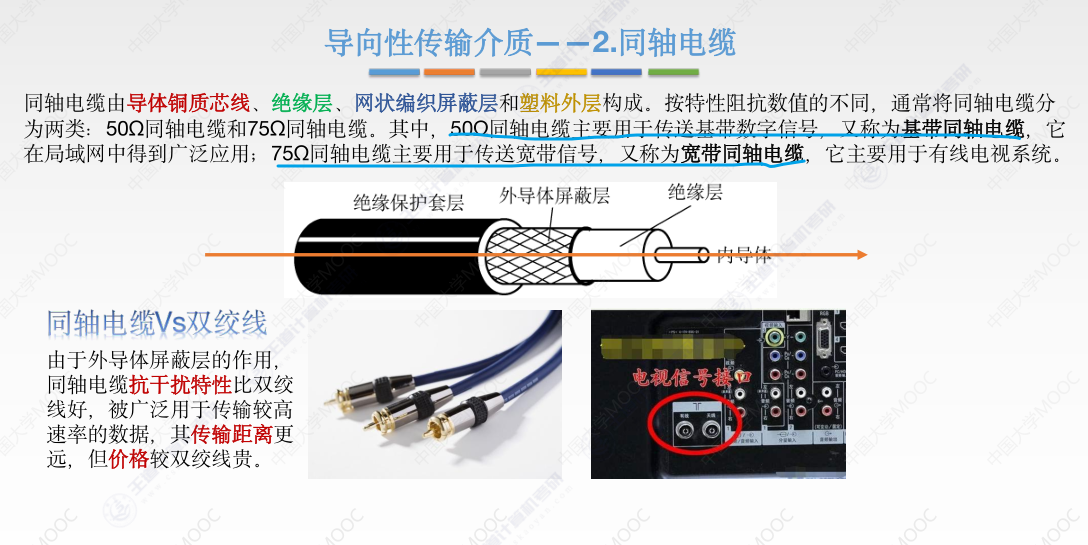 导向性传输介质——2.同轴电缆
同轴电缆由导体铜质芯线、绝缘层、网状编织屏蔽层和塑料外层构成。按特性阻抗数值的不同，通常将同轴电缆分
为两类：50Ω同轴电缆和75Ω同轴电缆。其中，50Ω同轴电缆主要用于传送基带数字信号，又称为基带同轴电缆，它
在局域网中得到广泛应用；75Ω同轴电缆主要用于传送宽带信号，又称为宽带同轴电缆，它主要用于有线电视系统。
绝缘保护套层
外导体屏蔽层
绝缘层
内导体
同轴电缆Vs双绞线
由于外导体屏蔽层的作用，
同轴电缆抗干扰特性比双绞
线好，被广泛用于传输较高
速率的数据，其传输距离更
远，但价格较双绞线贵。
电视信号接口
RGB
中国大学MOOC
王道计算机考研